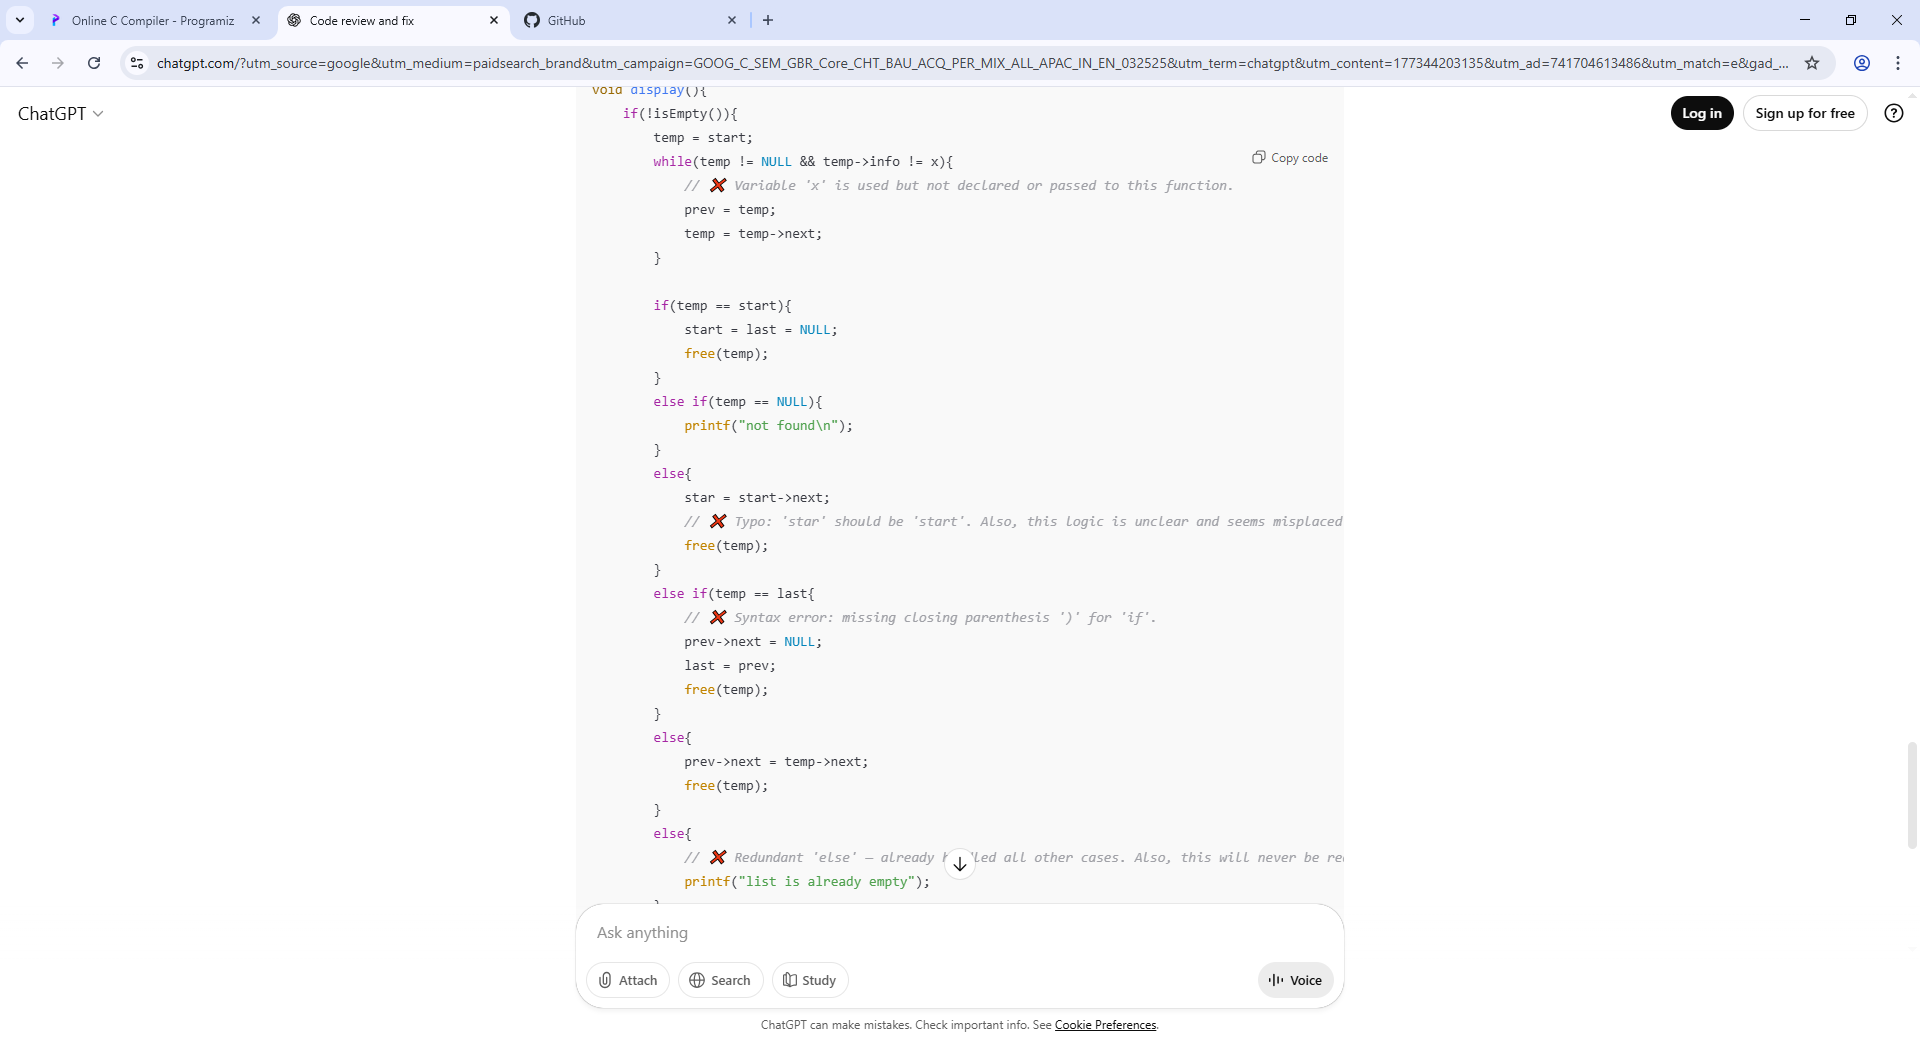 Online C Compiler - Programiz
Code review and fix
GitHub
chatgpt.com/?utm_source=google&utm_medium=paidsearch_brand&utm_campaign=GOOG_C_SEM_GBR_Core_CHT_BAU_ACQ_PER_MIX_ALL_APAC_IN_EN_032525&utm_term=chatgpt&utm_content=177344203135&utm_ad=741704613486&utm_match=e&gad_...
ChatGPT
Log in
Sign up for free
void display(){
if(!isEmpty()){
temp = start;
while(temp != NULL && temp->info != x){
Copy code
// ❌ Variable 'x' is used but not declared or passed to this function.
prev = temp;
temp = temp->next;
}
if(temp == start){
start = last = NULL;
free(temp);
}
else if(temp == NULL){
printf("not found\n");
}
else{
star = start->next;
// ❌ Typo: 'star' should be 'start'. Also, this logic is unclear and seems misplaced
free(temp);
}
else if(temp == last{
// ❌ Syntax error: missing closing parenthesis ')' for 'if'.
prev->next = NULL;
last = prev;
free(temp);
}
else{
prev->next = temp->next;
free(temp);
}
else{
// ❌ Redundant 'else' — already all other cases. Also, this will never be
printf("list is already empty");
Ask anything
Attach
Search
Study
Voice
ChatGPT can make mistakes. Check important info. See Cookie Preferences.